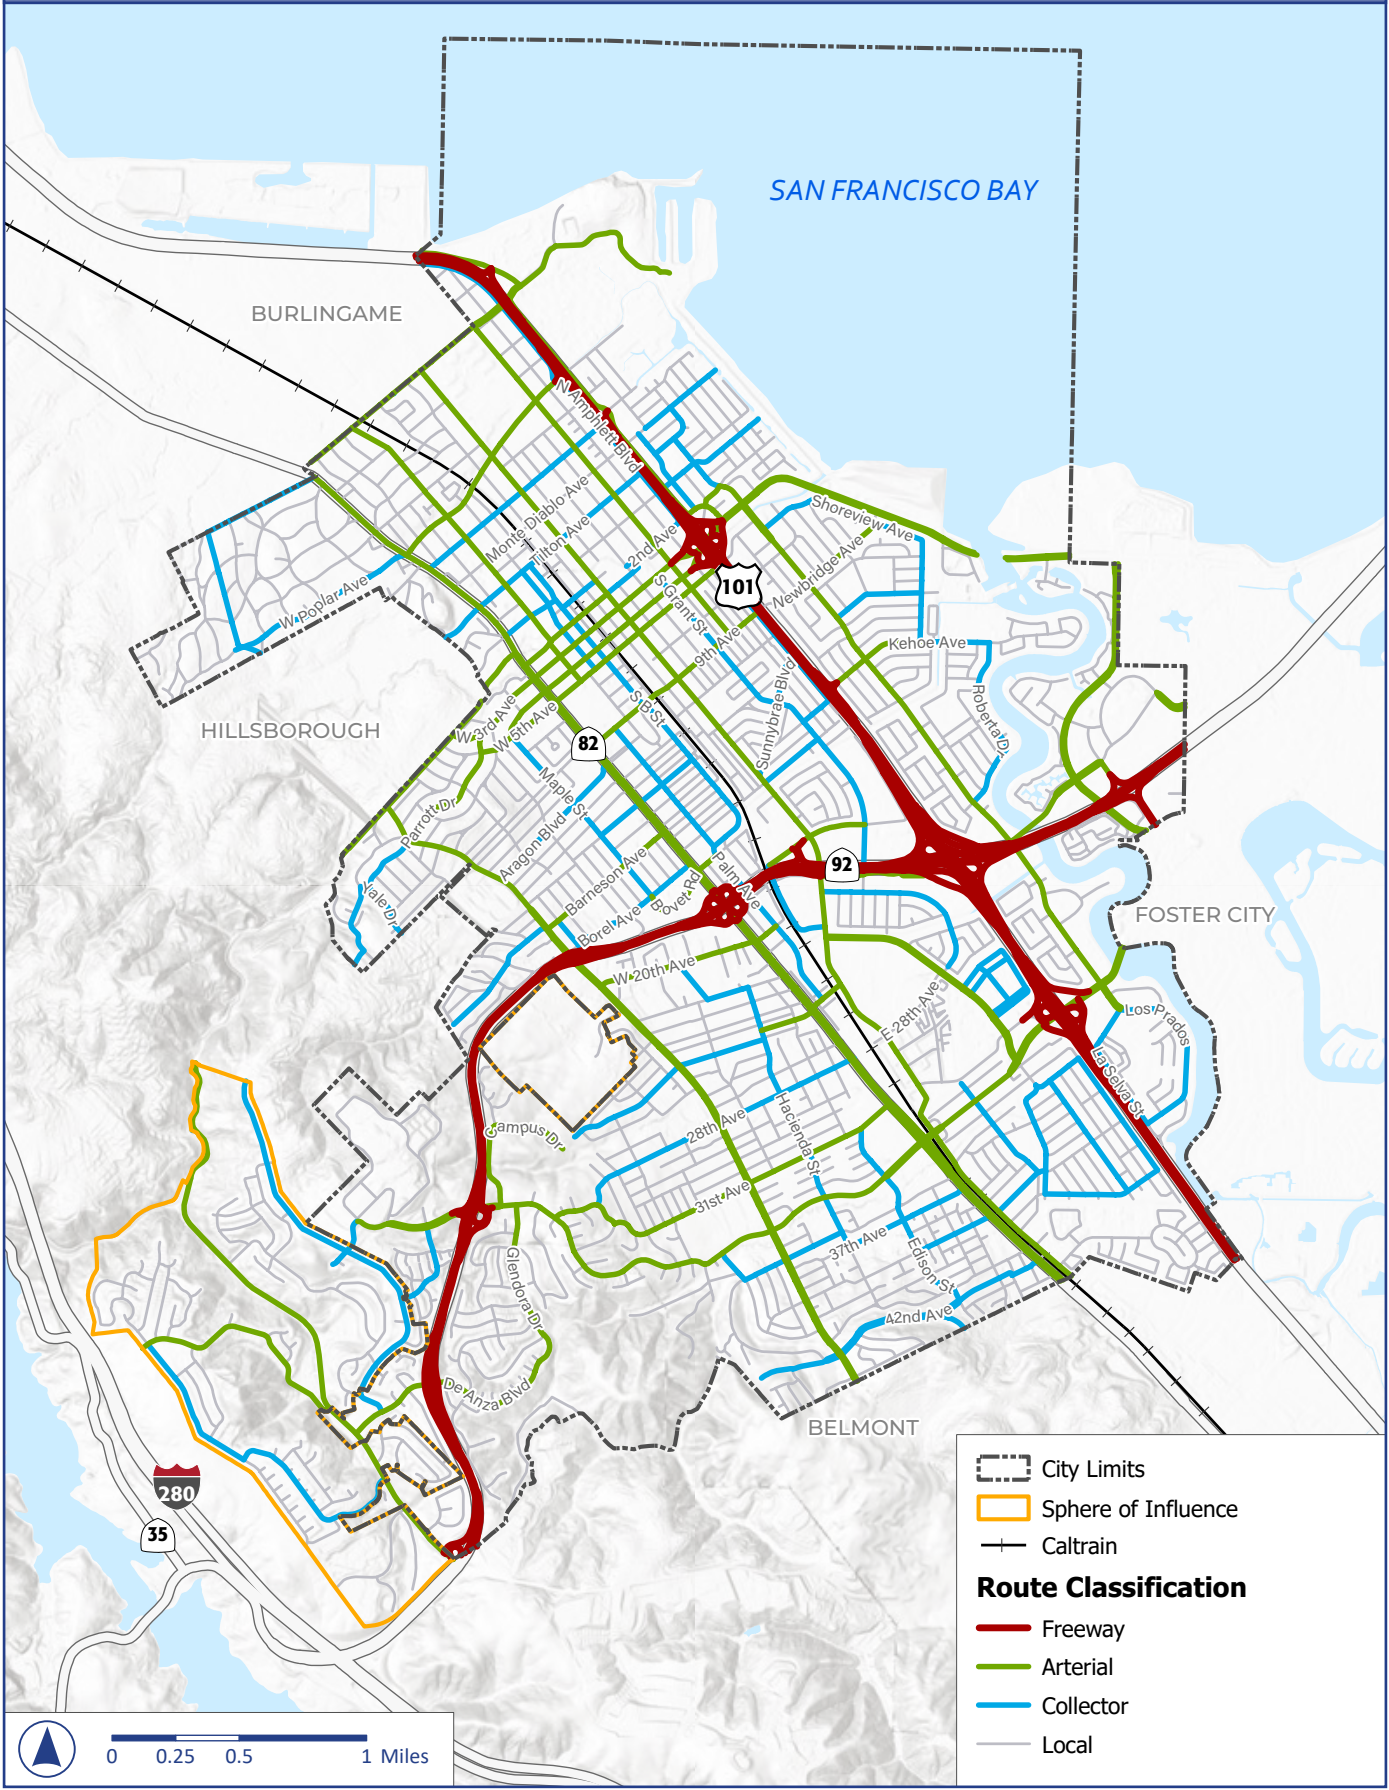 SAN FRANCISCO BAY
BURLINGAME
N Amphlett Blvd
Monte Diablo Ave
Tilton Ave
2nd Ave
Shoreview Ave
Newbridge Ave
101
W Poplar Ave
S Grant St
9th Ave
Kehoe Ave
Roberta Dr
Sunnybrae Blvd
HILLSBOROUGH
W 3rd Ave
W 5th Ave
S B St
82
Maple St
Parrott Dr
Aragon Blvd
Barneson Ave
Palm Ave
92
Bovet Rd
Yale Dr
Borel Ave
FOSTER CITY
W 20th Ave
E 28th Ave
Los Prados
La Selva St
Campus Dr
28th Ave
Hacienda St
31st Ave
37th Ave
Edison St
Glendora Dr
42nd Ave
De Anza Blvd
BELMONT
280
35
City Limits
Sphere of Influence
Caltrain
Route Classification
Freeway
Arterial
Collector
Local
0 0.25 0.5 1 Miles